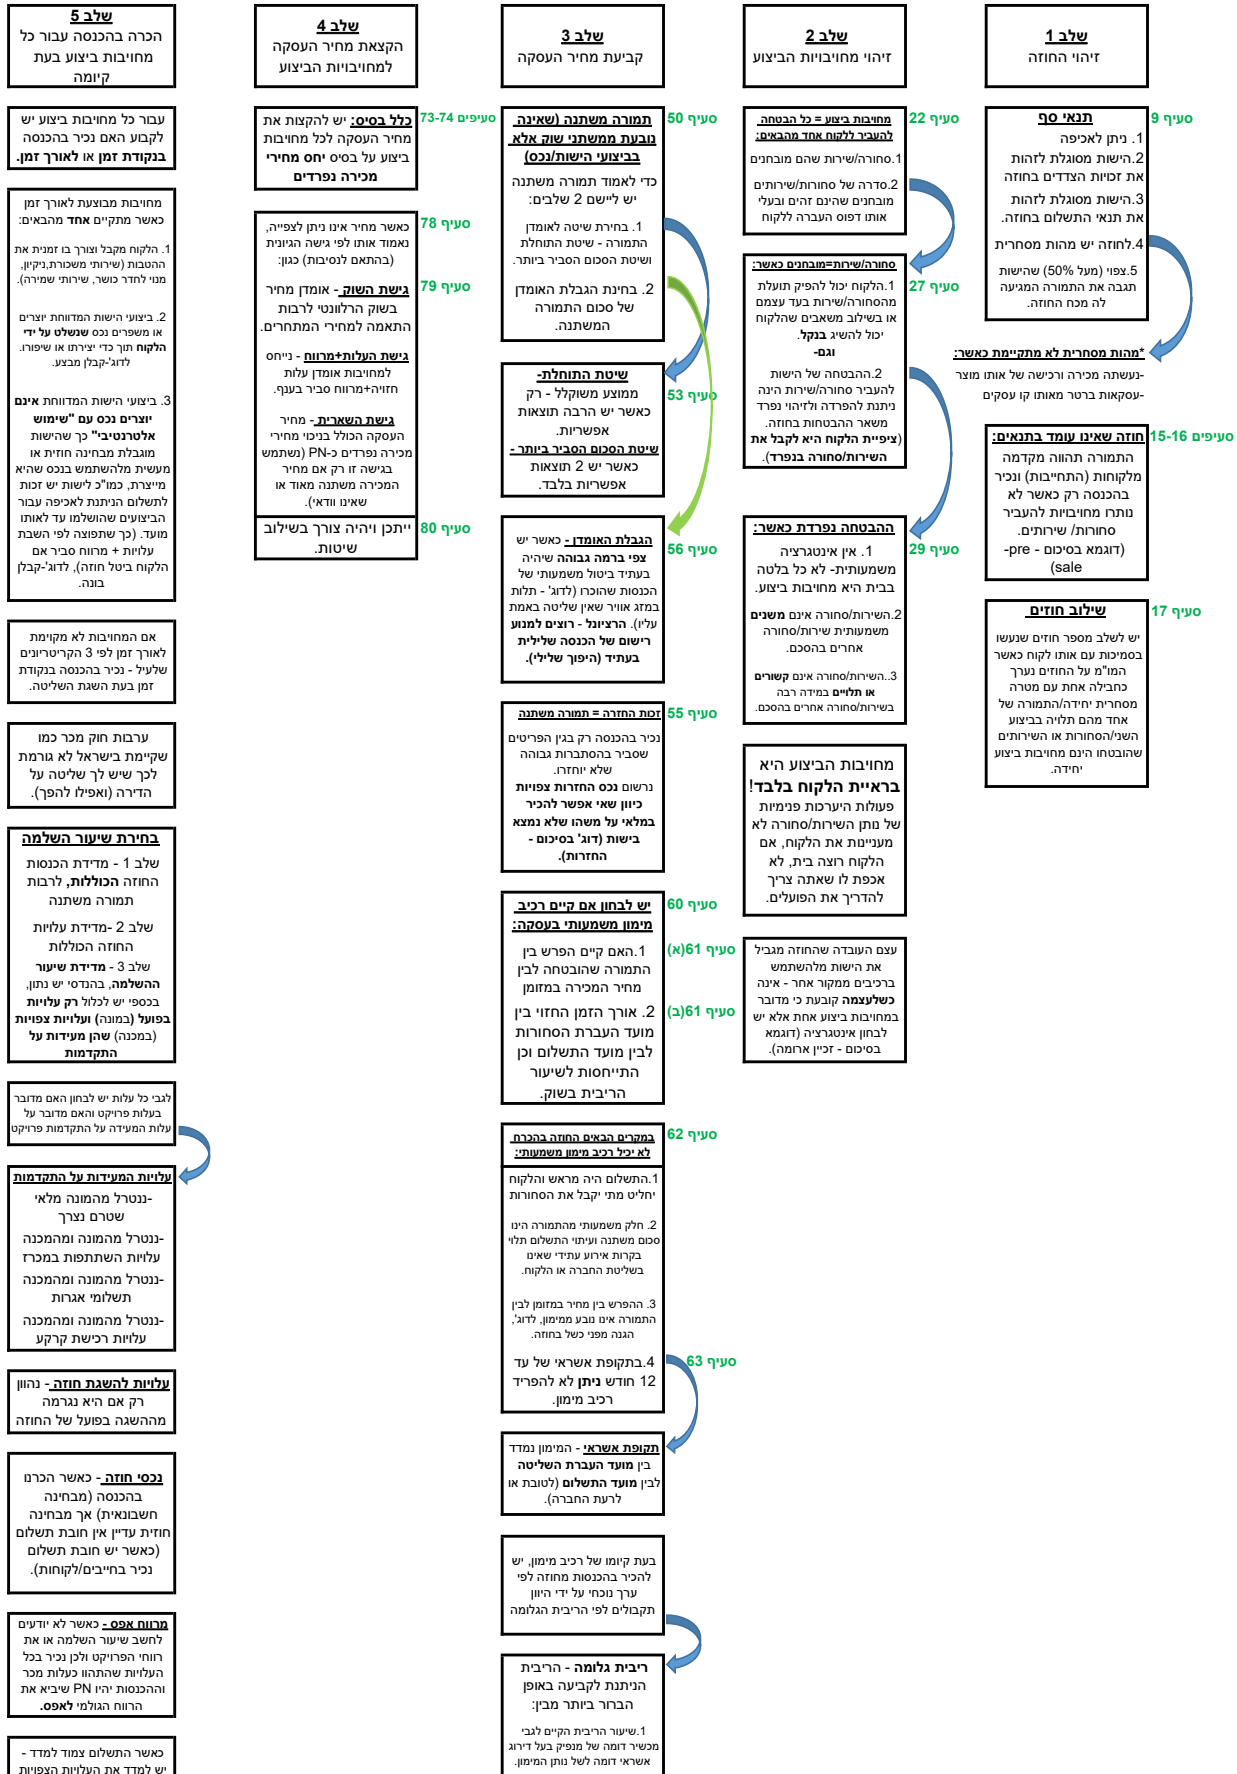 שלב 1
זיהוי החוזה
סעיף 9
תנאי סף
1. ניתן לאכיפה
2.הישות מסוגלת לזהות
את זכויות הצדדים בחוזה
3.הישות מסוגלת לזהות
את תנאי התשלום בחוזה.
4.לחוזה יש מהות מסחרית
5.צפוי (מעל 50%) שהישות
תגבה את התמורה המגיעה
לה מכח החוזה.
*מהות מסחרית לא מתקיימת כאשר:
-נעשתה מכירה ורכישה של אותו מוצר
-עסקאות ברטר מאותו קו עסקים
סעיפים 15-16
חוזה שאינו עומד בתנאים:
התמורה תהווה מקדמה
מלקוחות (התחייבות) ונכיר
בהכנסה רק כאשר לא
נותרו מחויבויות להעביר
סחורות/ שירותים.
(דוגמא בסיכום - pre-
sale)
סעיף 17
שילוב חוזים
יש לשלב מספר חוזים שנעשו
בסמיכות עם אותו לקוח כאשר
המו"מ על החוזים נערך
כחבילה אחת עם מטרה
מסחרית יחידה/התמורה של
אחד מהם תלויה בביצוע
השני/הסחורות או השירותים
שהובטחו הינם מחויבות ביצוע
יחידה.
שלב 2
זיהוי מחויבויות הביצוע
סעיף 22
מחויבות ביצוע = כל הבטחה
להעביר ללקוח אחד מהבאים:
1.סחורה/שירות שהם מובחנים
2.סדרה של סחורות/שירותים
מובחנים שהינם זהים ובעלי
אותו דפוס העברה ללקוח
סעיף 27
סחורה/שירות=מובחנים כאשר:
1.הלקוח יכול להפיק תועלת
מהסחורה/שירות בעד עצמם
או בשילוב משאבים שהלקוח
יכול להשיג בנקל.
וגם-
2.ההבטחה של הישות
להעביר סחורה/שירות הינה
ניתנת להפרדה ולזיהוי נפרד
משאר ההבטחות בחוזה.
(ציפיית הלקוח היא לקבל את
השירות/סחורה בנפרד).
סעיף 29
ההבטחה נפרדת כאשר:
1. אין אינטגרציה
משמעותית- לא כל בלטה
בבית היא מחויבות ביצוע.
2.השירות/סחורה אינם משנים
משמעותית שירות/סחורה
אחרים בהסכם.
3..השירות/סחורה אינם קשורים
או תלויים במידה רבה
בשירות/סחורה אחרים בהסכם.
מחויבות הביצוע היא
בראיית הלקוח בלבד!
פעולות היערכות פנימיות
של נותן השירות/סחורה לא
מעניינות את הלקוח, אם
הלקוח רוצה בית, לא
אכפת לו שאתה צריך
להדריך את הפועלים.
עצם העובדה שהחוזה מגביל
את הישות מלהשתמש
ברכיבים ממקור אחר - אינה
כשלעצמה קובעת כי מדובר
במחויבות ביצוע אחת אלא יש
לבחון אינטגרציה (דוגמא
בסיכום - זכיין ארומה).
שלב 3
קביעת מחיר העסקה
סעיף 50
תמורה משתנה (שאינה
נובעת ממשתני שוק אלא
בביצועי הישות/נכס)
כדי לאמוד תמורה משתנה
יש ליישם 2 שלבים:
1. בחירת שיטה לאומדן
התמורה - שיטת התוחלת
ושיטת הסכום הסביר ביותר.
2. בחינת הגבלת האומדן
של סכום התמורה
המשתנה.
סעיף 53
שיטת התוחלת-
ממוצע משוקלל - רק
כאשר יש הרבה תוצאות
אפשריות.
שיטת הסכום הסביר ביותר -
כאשר יש 2 תוצאות
אפשריות בלבד.
סעיף 56
הגבלת האומדן - כאשר יש
צפי ברמה גבוהה שיהיה
בעתיד ביטול משמעותי של
הכנסות שהוכרו (לדוג' - תלות
במזג אוויר שאין שליטה באמת
עליו). הרציונל - רוצים למנוע
רישום של הכנסה שלילית
בעתיד (היפוך שלילי).
סעיף 55
זכות החזרה = תמורה משתנה
נכיר בהכנסה רק בגין הפריטים
שסביר בהסתברות גבוהה
שלא יוחזרו.
נרשום נכס החזרות צפויות
כיוון שאי אפשר להכיר
במלאי על משהו שלא נמצא
בישות (דוג' בסיכום -
החזרות).
סעיף 60
יש לבחון אם קיים רכיב
מימון משמעותי בעסקה:
סעיף 61(א)
1.האם קיים הפרש בין
התמורה שהובטחה לבין
מחיר המכירה במזומן
סעיף 61(ב)
2. אורך הזמן החזוי בין
מועד העברת הסחורות
לבין מועד התשלום וכן
התייחסות לשיעור
הריבית בשוק.
סעיף 62
במקרים הבאים החוזה בהכרח
לא יכיל רכיב מימון משמעותי:
1.התשלום היה מראש והלקוח
יחליט מתי יקבל את הסחורות
2. חלק משמעותי מהתמורה הינו
סכום משתנה ועיתוי התשלום תלוי
בקרות אירוע עתידי שאינו
בשליטת החברה או הלקוח.
3. ההפרש בין מחיר במזומן לבין
התמורה אינו נובע ממימון, לדוג',
הגנה מפני כשל בחוזה.
סעיף 63
4.בתקופת אשראי של עד
12 חודש ניתן לא להפריד
רכיב מימון.
תקופת אשראי - המימון נמדד
בין מועד העברת השליטה
לבין מועד התשלום (לטובת או
לרעת החברה).
בעת קיומו של רכיב מימון, יש
להכיר בהכנסות מחוזה לפי
ערך נוכחי על ידי היוון
תקבולים לפי הריבית הגלומה
ריבית גלומה - הריבית
הניתנת לקביעה באופן
הברור ביותר מבין:
1.שיעור הריבית הקיים לגבי
מכשיר דומה של מנפיק בעל דירוג
אשראי דומה לשל נותן המימון.
שלב 4
הקצאת מחיר העסקה
למחויבויות הביצוע
סעיפים 73-74
כלל בסיס: יש להקצות את
מחיר העסקה לכל מחויבות
ביצוע על בסיס יחס מחירי
מכירה נפרדים
סעיף 78
כאשר מחיר אינו ניתן לצפייה,
נאמוד אותו לפי גישה הגיונית
(בהתאם לנסיבות) כגון:
סעיף 79
גישת השוק - אומדן מחיר
בשוק הרלוונטי לרבות
התאמה למחירי המתחרים.
גישת העלות+מרווח - נייחס
למחויבות אומדן עלות
חזויה+מרווח סביר בענף.
גישת השארית - מחיר
העסקה הכולל בניכוי מחירי
מכירה נפרדים כ-PN (נשתמש
בגישה זו רק אם מחיר
המכירה משתנה מאוד או
שאינו וודאי).
סעיף 80
ייתכן ויהיה צורך בשילוב
שיטות.
שלב 5
הכרה בהכנסה עבור כל
מחויבות ביצוע בעת
קיומה
עבור כל מחויבות ביצוע יש
לקבוע האם נכיר בהכנסה
בנקודת זמן או לאורך זמן.
מחויבות מבוצעת לאורך זמן
כאשר מתקיים אחד מהבאים:
1. הלקוח מקבל וצורך בו זמנית את
ההטבות (שירותי משכורת,ניקיון,
מנוי לחדר כושר, שירותי שמירה).
2. ביצועי הישות המדווחת יוצרים
או משפרים נכס שנשלט על ידי
הלקוח תוך כדי יצירתו או שיפורו.
לדוג'-קבלן מבצע.
3. ביצועי הישות המדווחת אינם
יוצרים נכס עם "שימוש
אלטרנטיבי" כך שהישות
מוגבלת מבחינה חוזית או
מעשית מלהשתמש בנכס שהיא
מייצרת, כמו"כ לישות יש זכות
לתשלום הניתנת לאכיפה עבור
הביצועים שהושלמו עד לאותו
מועד. (כך שתפוצה לפי השבת
עלויות + מרווח סביר אם
הלקוח ביטל חוזה), לדוג'-קבלן
בונה.
אם המחויבות לא מקוימת
לאורך זמן לפי 3 הקריטריונים
שלעיל - נכיר בהכנסה בנקודת
זמן בעת השגת השליטה.
ערבות חוק מכר כמו
שקיימת בישראל לא גורמת
לכך שיש לך שליטה על
הדירה (ואפילו להפך).
בחירת שיעור השלמה
שלב 1 - מדידת הכנסות
החוזה הכוללות, לרבות
תמורה משתנה
שלב 2 -מדידת עלויות
החוזה הכוללות
שלב 3 - מדידת שיעור
ההשלמה, בהנדסי יש נתון,
בכספי יש לכלול רק עלויות
בפועל (במונה) ועלויות צפויות
(במכנה) שהן מעידות על
התקדמות
לגבי כל עלות יש לבחון האם מדובר
בעלות פרויקט והאם מדובר על
עלות המעידה על התקדמות פרויקט
עלויות המעידות על התקדמות
-ננטרל מהמונה מלאי
שטרם נצרך
-ננטרל מהמונה ומהמכנה
עלויות השתתפות במכרז
-ננטרל מהמונה ומהמכנה
תשלומי אגרות
-ננטרל מהמונה ומהמכנה
עלויות רכישת קרקע
עלויות להשגת חוזה - נהוון
רק אם היא נגרמה
מההשגה בפועל של החוזה
נכסי חוזה - כאשר הכרנו
בהכנסה (מבחינה
חשבונאית) אך מבחינה
חוזית עדיין אין חובת תשלום
(כאשר יש חובת תשלום
נכיר בחייבים/לקוחות).
מרווח אפס - כאשר לא יודעים
לחשב שיעור השלמה או את
רווחי הפרויקט ולכן נכיר בכל
העלויות שהתהוו כעלות מכר
וההכנסות יהיו PN שיביא את
הרווח הגולמי לאפס.
כאשר התשלום צמוד למדד -
יש למדד את העלויות הצפויות